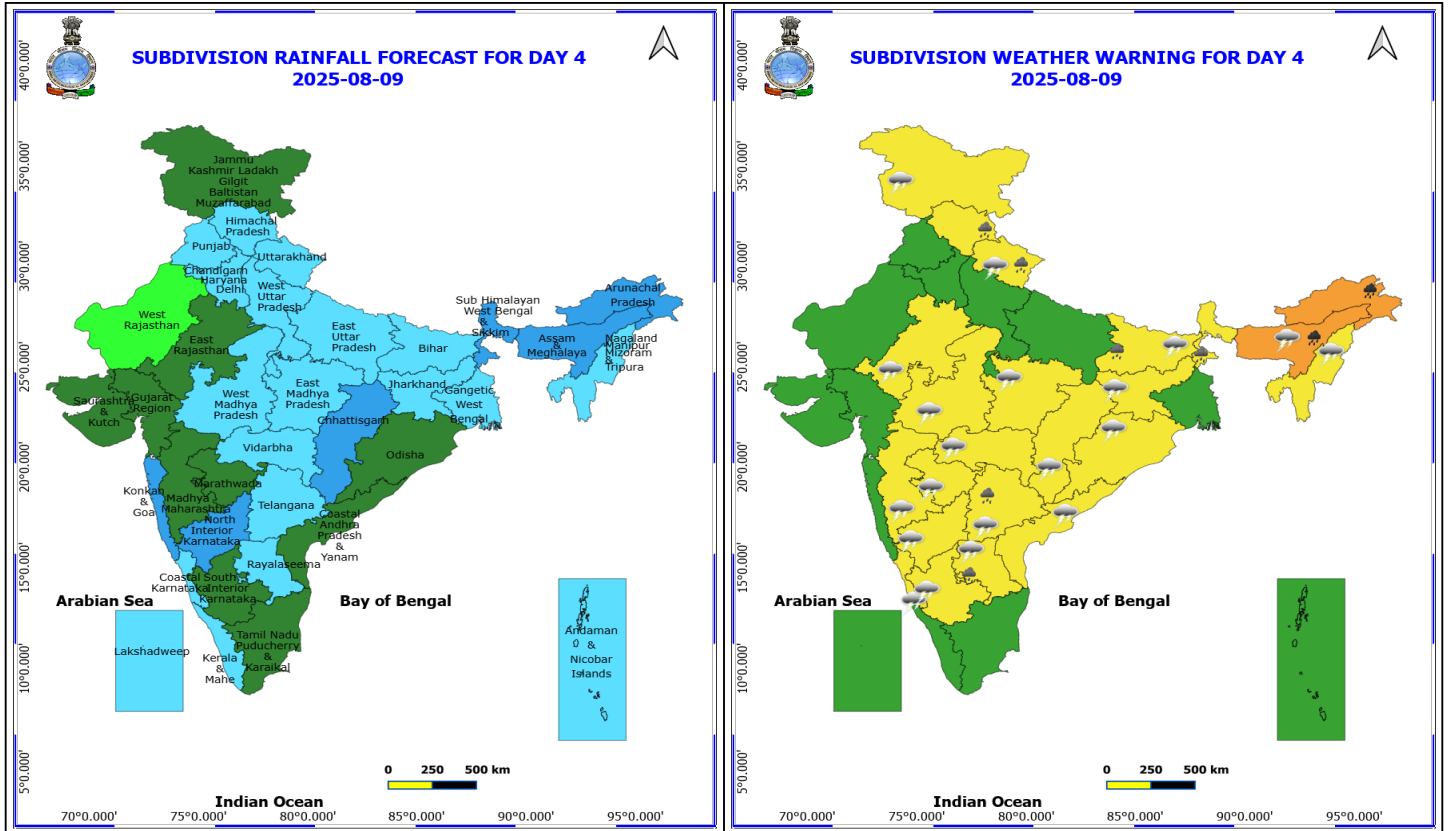 SUBDIVISION RAINFALL FORECAST FOR DAY 4
2025-08-09
40°0.000'
35°0.000'
30°0.000'
25°0.000'
20°0.000'
15°0.000'
10°0.000'
5°0.000'
Jammu
Kashmir Ladakh
Gilgit
Baltistan
Muzaffarabad
Himachal
Pradesh
Punjab
Uttarakhand
Chandigarh
Haryana
Delhi
West
Uttar
Pradesh
West
Rajasthan
East
Rajasthan
East
Uttar
Pradesh
Bihar
Sub Himalayan
West Bengal
&
Sikkim
Arunachal
Pradesh
Assam
&
Meghalaya
Nagaland
Manipur
Mizoram
&
Tripura
Saurashtra
&
Kutch
Gujarat
Region
West
Madhya
Pradesh
East
Madhya
Pradesh
Jharkhand
Gangetic
West
Bengal
Chhattisgarh
Vidarbha
Odisha
Konkan
&
Goa
Madhya
Maharashtra
Marathwada
North
Interior
Karnataka
Telangana
Coastal
Andhra
Pradesh
&
Yanam
Rayalaseema
Coastal
Karnataka
South
Interior
Karnataka
Arabian Sea
Bay of Bengal
Lakshadweep
Kerala
&
Mahe
Tamil Nadu
Puducherry
&
Karaikal
Andaman
&
Nicobar
Islands
0 250 500 km
Indian Ocean
70°0.000' 75°0.000' 80°0.000' 85°0.000' 90°0.000' 95°0.000'
SUBDIVISION WEATHER WARNING FOR DAY 4
2025-08-09
40°0.000'
35°0.000'
30°0.000'
25°0.000'
20°0.000'
15°0.000'
10°0.000'
5°0.000'
Arabian Sea
Bay of Bengal
0 250 500 km
Indian Ocean
70°0.000' 75°0.000' 80°0.000' 85°0.000' 90°0.000' 95°0.000'